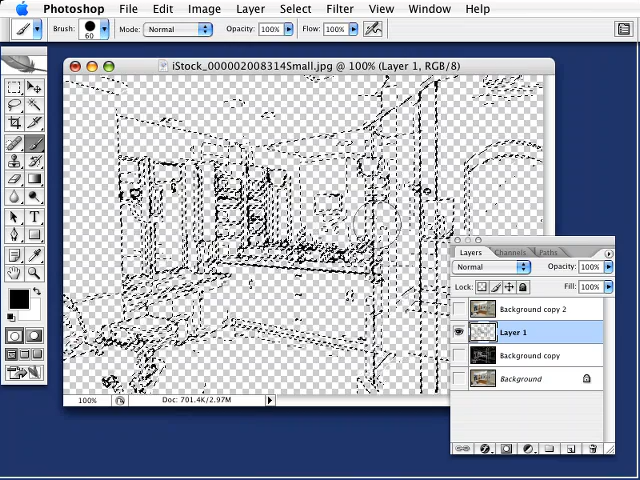 Photoshop File Edit Image Layer Select Filter View Window Help
Brush: 60 Mode: Normal Opacity: 100% Flow: 100%
iStock_000002008314Small.jpg @ 100% (Layer 1, RGB/8)
T
Layers Channels Paths
Normal Opacity: 100%
Lock: Fill: 100%
Background copy 2
Layer 1
Background copy
Background
100% Doc: 701.4K/2.97M